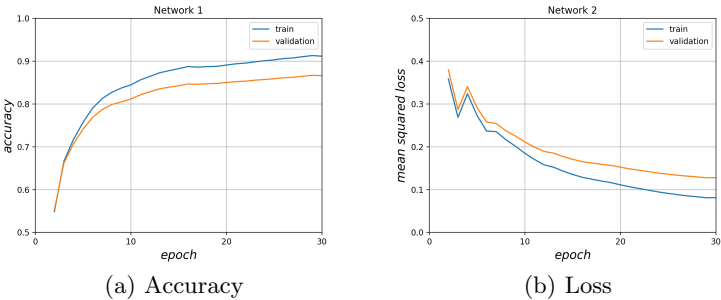 Network 1
1.0
0.9
0.8
0.7
0.6
0.5
accuracy
train
validation
0 10 20 30
epoch
(a) Accuracy
Network 2
0.5
0.4
0.3
0.2
0.1
0.0
mean squared loss
train
validation
0 10 20 30
epoch
(b) Loss